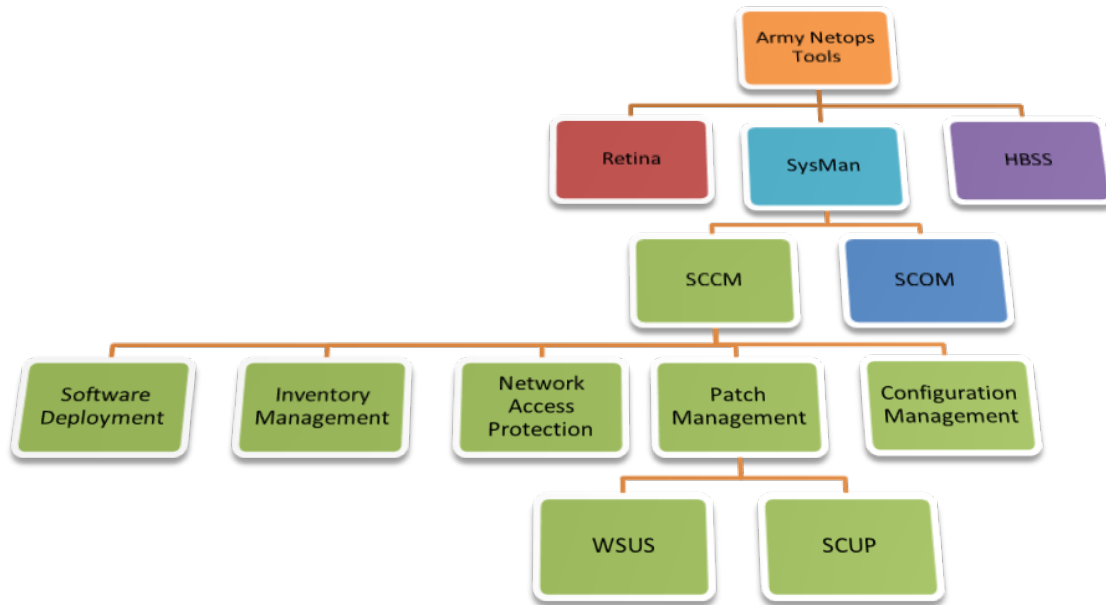 Army Netops
Tools
Retina
SysMan
HBSS
SCCM
SCOM
Software
Deployment
Inventory
Management
Network
Access
Protection
Patch
Management
Configuration
Management
WSUS
SCUP